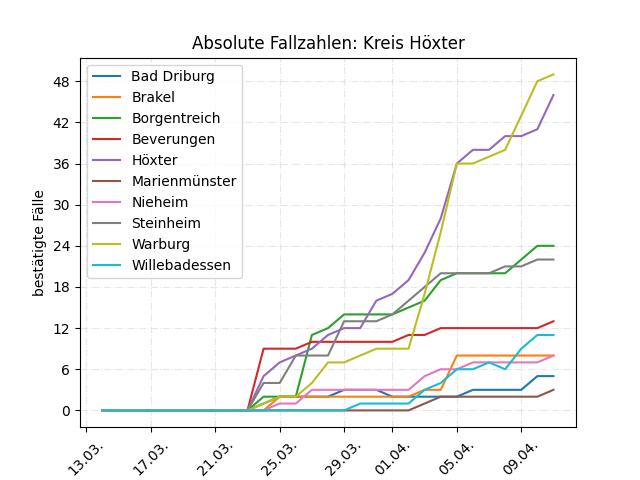 Absolute Fallzahlen: Kreis Höxter
bestätigte Fälle
48
42
36
30
24
18
12
6
0
Bad Driburg
Brakel
Borgentreich
Beverungen
Höxter
Marienmünster
Nieheim
Steinheim
Warburg
Willebadessen
13.03.
17.03.
21.03.
25.03.
29.03.
01.04.
05.04.
09.04.